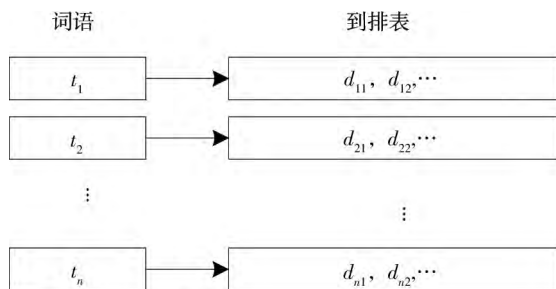 词语 到排表
t₁ d₁₁, d₁₂,…
t₂ d₂₁, d₂₂,…
⋮ ⋮
tₙ dₙ₁, dₙ₂,…